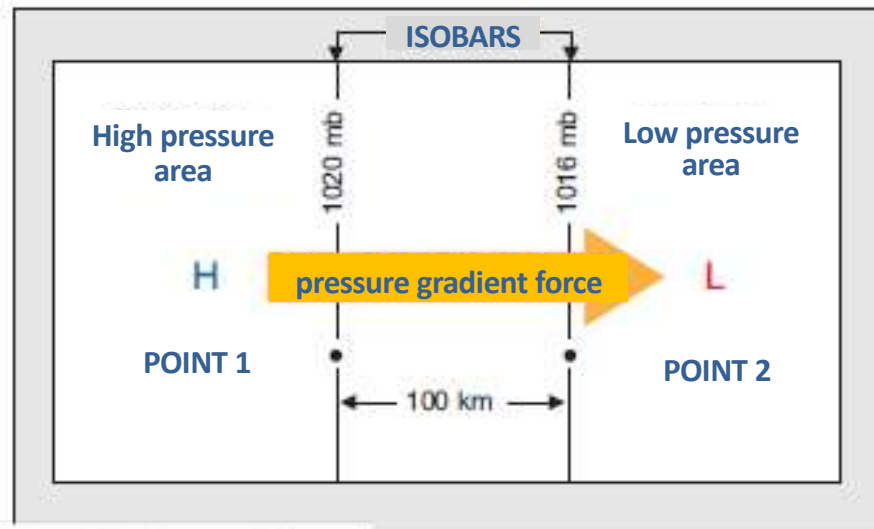 ISOBARS
High pressure
area
1020 mb
1016 mb
Low pressure
area
H
pressure gradient force
L
POINT 1
POINT 2
100 km